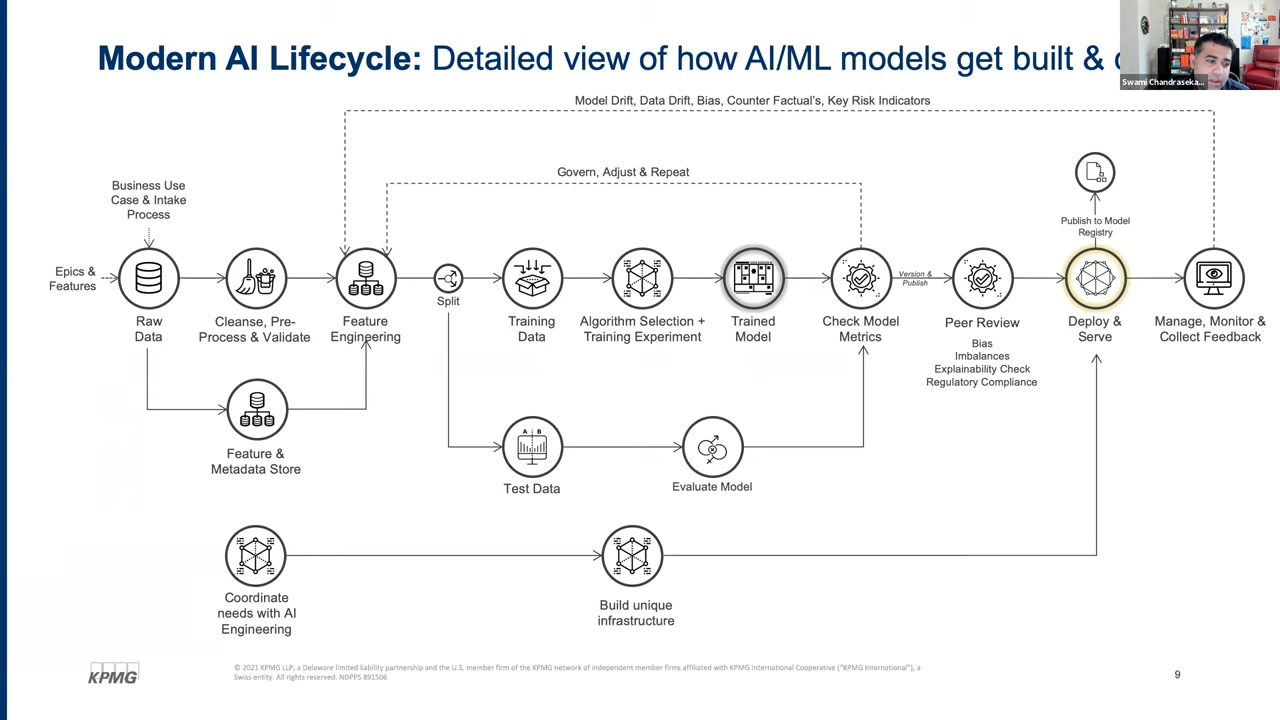 Modern AI Lifecycle: Detailed view of how AI/ML models get built &
Swami Chandraseka...
Model Drift, Data Drift, Bias, Counter Factual's, Key Risk Indicators
Govern, Adjust & Repeat
Business Use
Case & Intake
Process
Publish to Model
Registry
Epics &
Features
Split
Version &
Publish
Raw
Data
Cleanse, Pre-
Process & Validate
Feature
Engineering
Training
Data
Algorithm Selection +
Training Experiment
Trained
Model
Check Model
Metrics
Peer Review
Bias
Imbalances
Explainability Check
Regulatory Compliance
Deploy &
Serve
Manage, Monitor &
Collect Feedback
Feature &
Metadata Store
A B
Test Data
Evaluate Model
Coordinate
needs with AI
Engineering
Build unique
infrastructure
KPMG
© 2021 KPMG LLP, a Delaware limited liability partnership and the U.S. member firm of the KPMG network of independent member firms affiliated with KPMG International Cooperative ("KPMG International"), a
Swiss entity. All rights reserved. NDPPS 891506
9